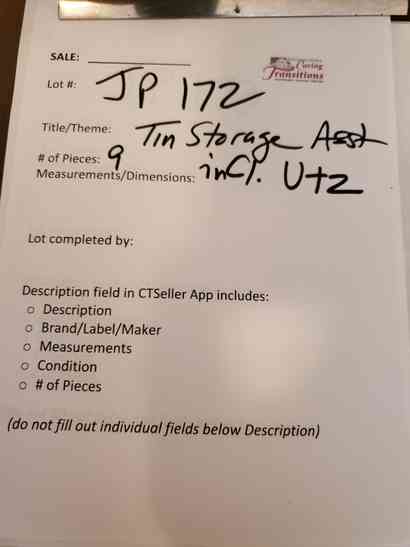 SALE:
Caring
Transitions
Lot #: JP 172
Title/Theme: Tin Storage Asst
# of Pieces: 9
Measurements/Dimensions: incl. Utz
Lot completed by:
Description field in CTSeller App includes:
○ Description
○ Brand/Label/Maker
○ Measurements
○ Condition
○ # of Pieces
(do not fill out individual fields below Description)